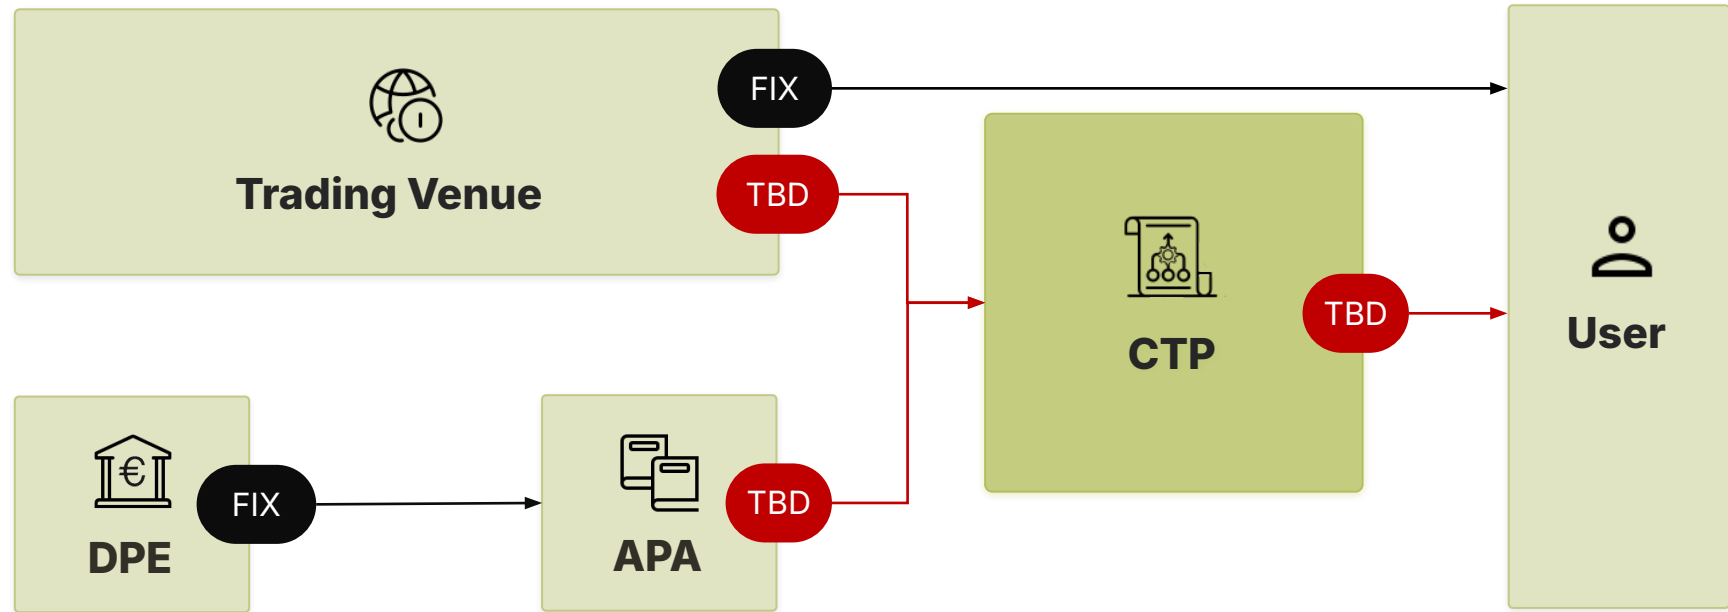 FIX
Trading Venue
TBD
CTP
TBD
User
€
DPE
FIX
APA
TBD